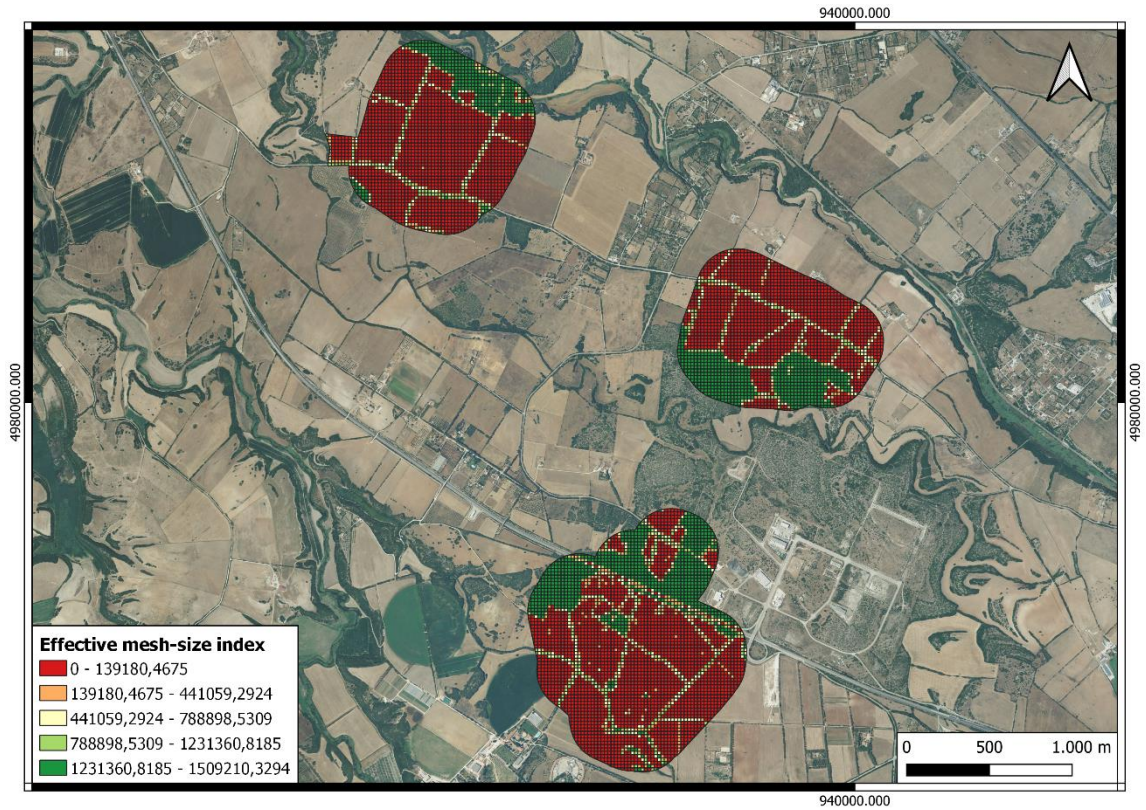 940000.000
4980000.000
4980000.000
Effective mesh-size index
0 - 139180,4675
139180,4675 - 441059,2924
441059,2924 - 788898,5309
788898,5309 - 1231360,8185
1231360,8185 - 1509210,3294
0 500 1.000 m
940000.000